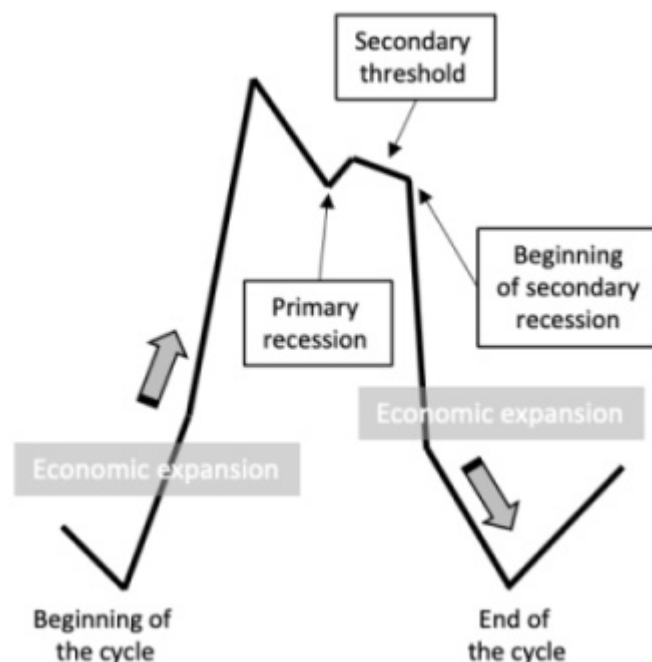 Secondary
threshold
Primary
recession
Beginning
of secondary
recession
Economic expansion
Economic expansion
Beginning of
the cycle
End of
the cycle